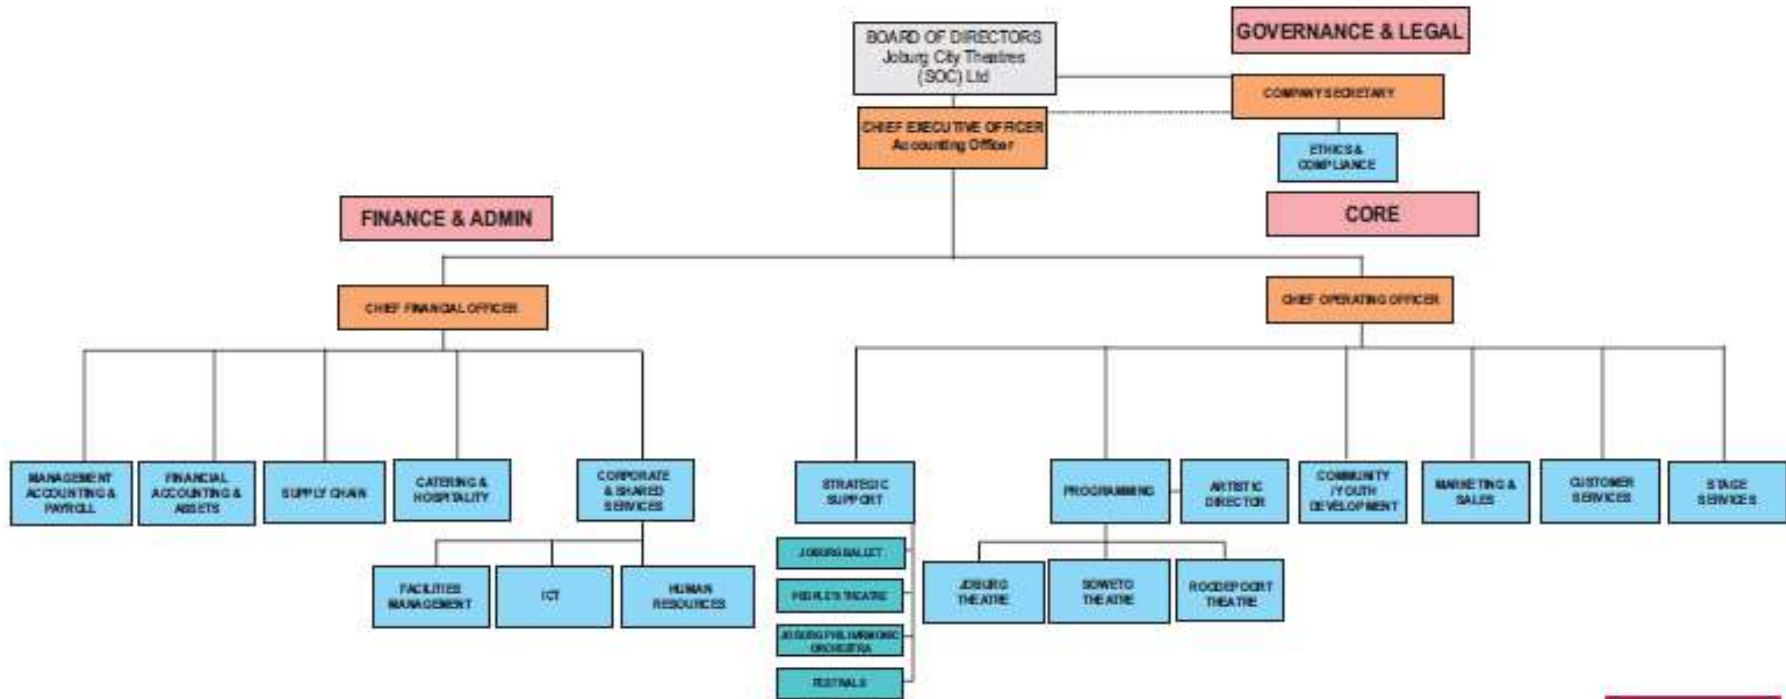 BOARD OF DIRECTORS
Joburg City Theatres
(SOC) Ltd
GOVERNANCE & LEGAL
COMPANY SECRETARY
CHIEF EXECUTIVE OFFICER
Accounting Officer
ETHICS &
COMPLIANCE
FINANCE & ADMIN
CORE
CHIEF FINANCIAL OFFICER
CHIEF OPERATING OFFICER
MANAGEMENT
ACCOUNTING &
PAYROLL
FINANCIAL
ACCOUNTING &
ASSETS
SUPPLY CHAIN
CATERING &
HOSPITALITY
CORPORATE
& SHARED
SERVICES
STRATEGIC
SUPPORT
PROGRAMMING
ARTISTIC
DIRECTOR
COMMUNITY
/YOUTH
DEVELOPMENT
MARKETING &
SALES
CUSTOMER
SERVICES
STAGE
SERVICES
FACILITIES
MANAGEMENT
ICT
HUMAN
RESOURCES
JOBURG BALLET
PEOPLE'S THEATRE
JOBURG PHILHARMONIC
ORCHESTRA
FESTIVALS
JOBURG
THEATRE
SOWETO
THEATRE
ROODEPOORT
THEATRE